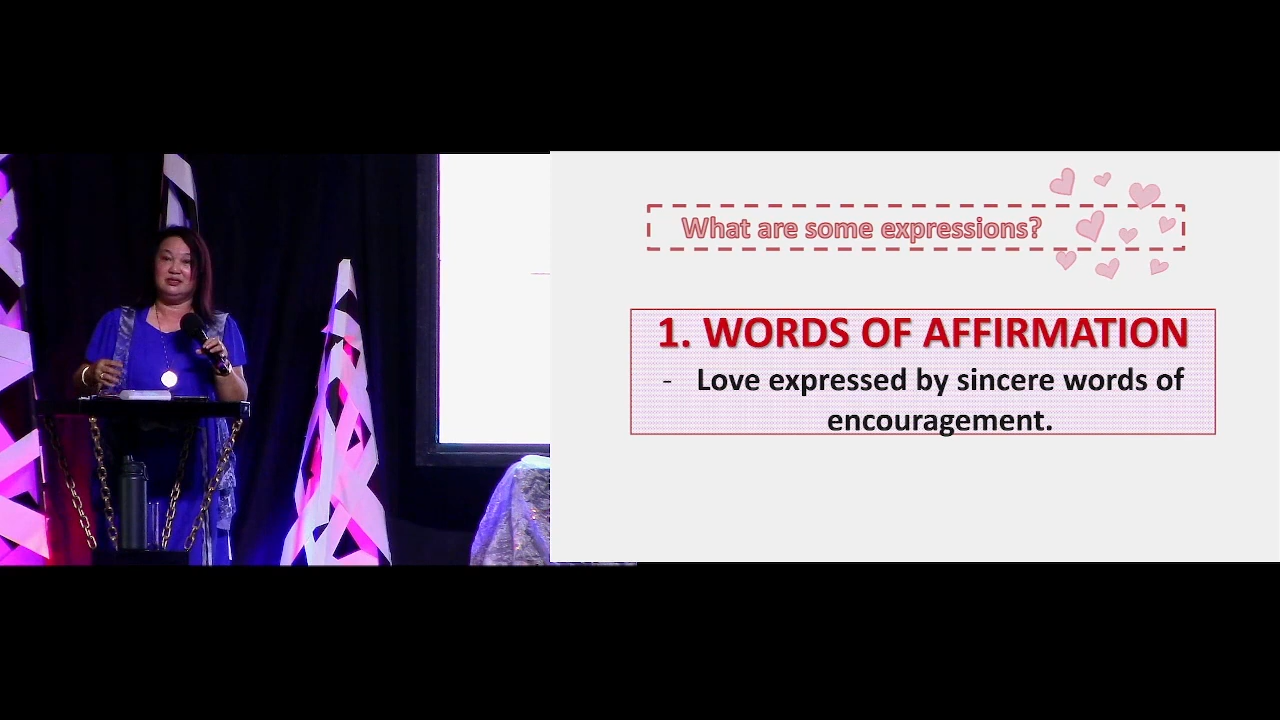 What are some expressions?
1. WORDS OF AFFIRMATION
- Love expressed by sincere words of
encouragement.